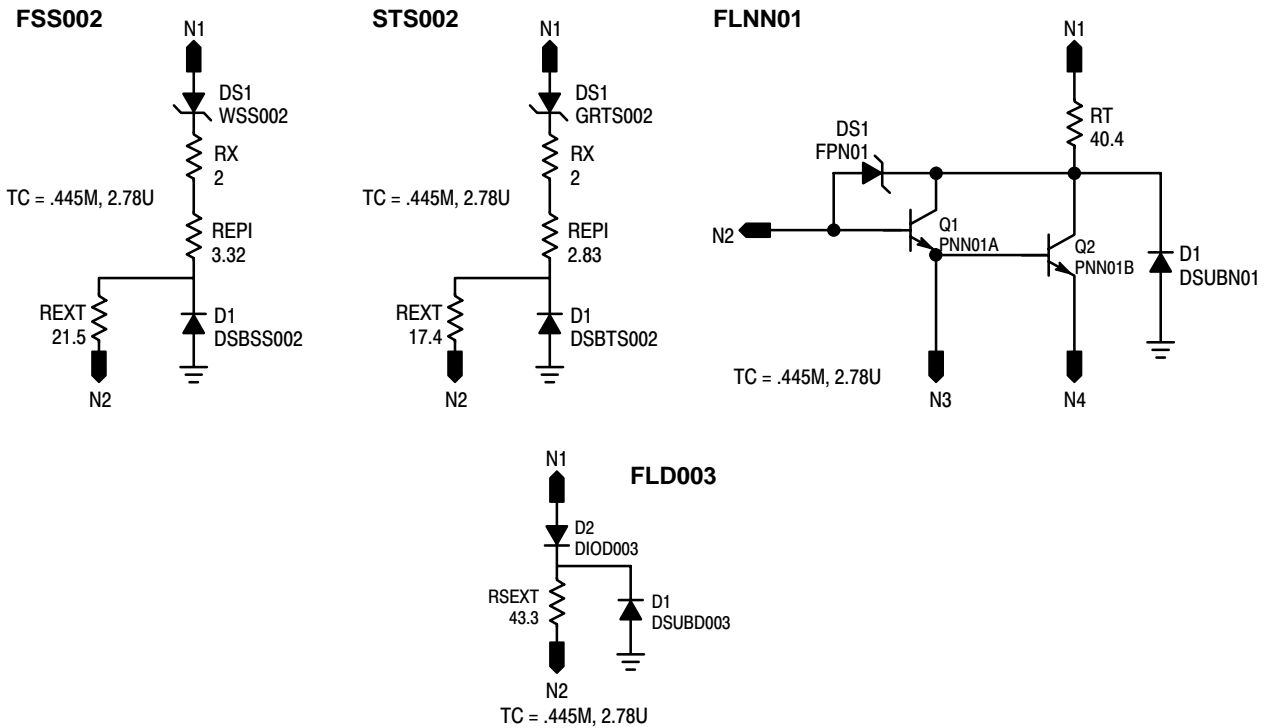 FSS002
N1
DS1
WSS002
RX
2
TC = .445M, 2.78U
REPI
3.32
REXT
21.5
D1
DSBSS002
N2
STS002
N1
DS1
GRTS002
RX
2
TC = .445M, 2.78U
REPI
2.83
REXT
17.4
D1
DSBTS002
N2
FLNN01
N1
RT
40.4
DS1
FPN01
N2
Q1
PNN01A
Q2
PNN01B
D1
DSUBN01
TC = .445M, 2.78U
N3
N4
FLD003
N1
D2
DIOD003
RSEXT
43.3
D1
DSUBD003
N2
TC = .445M, 2.78U